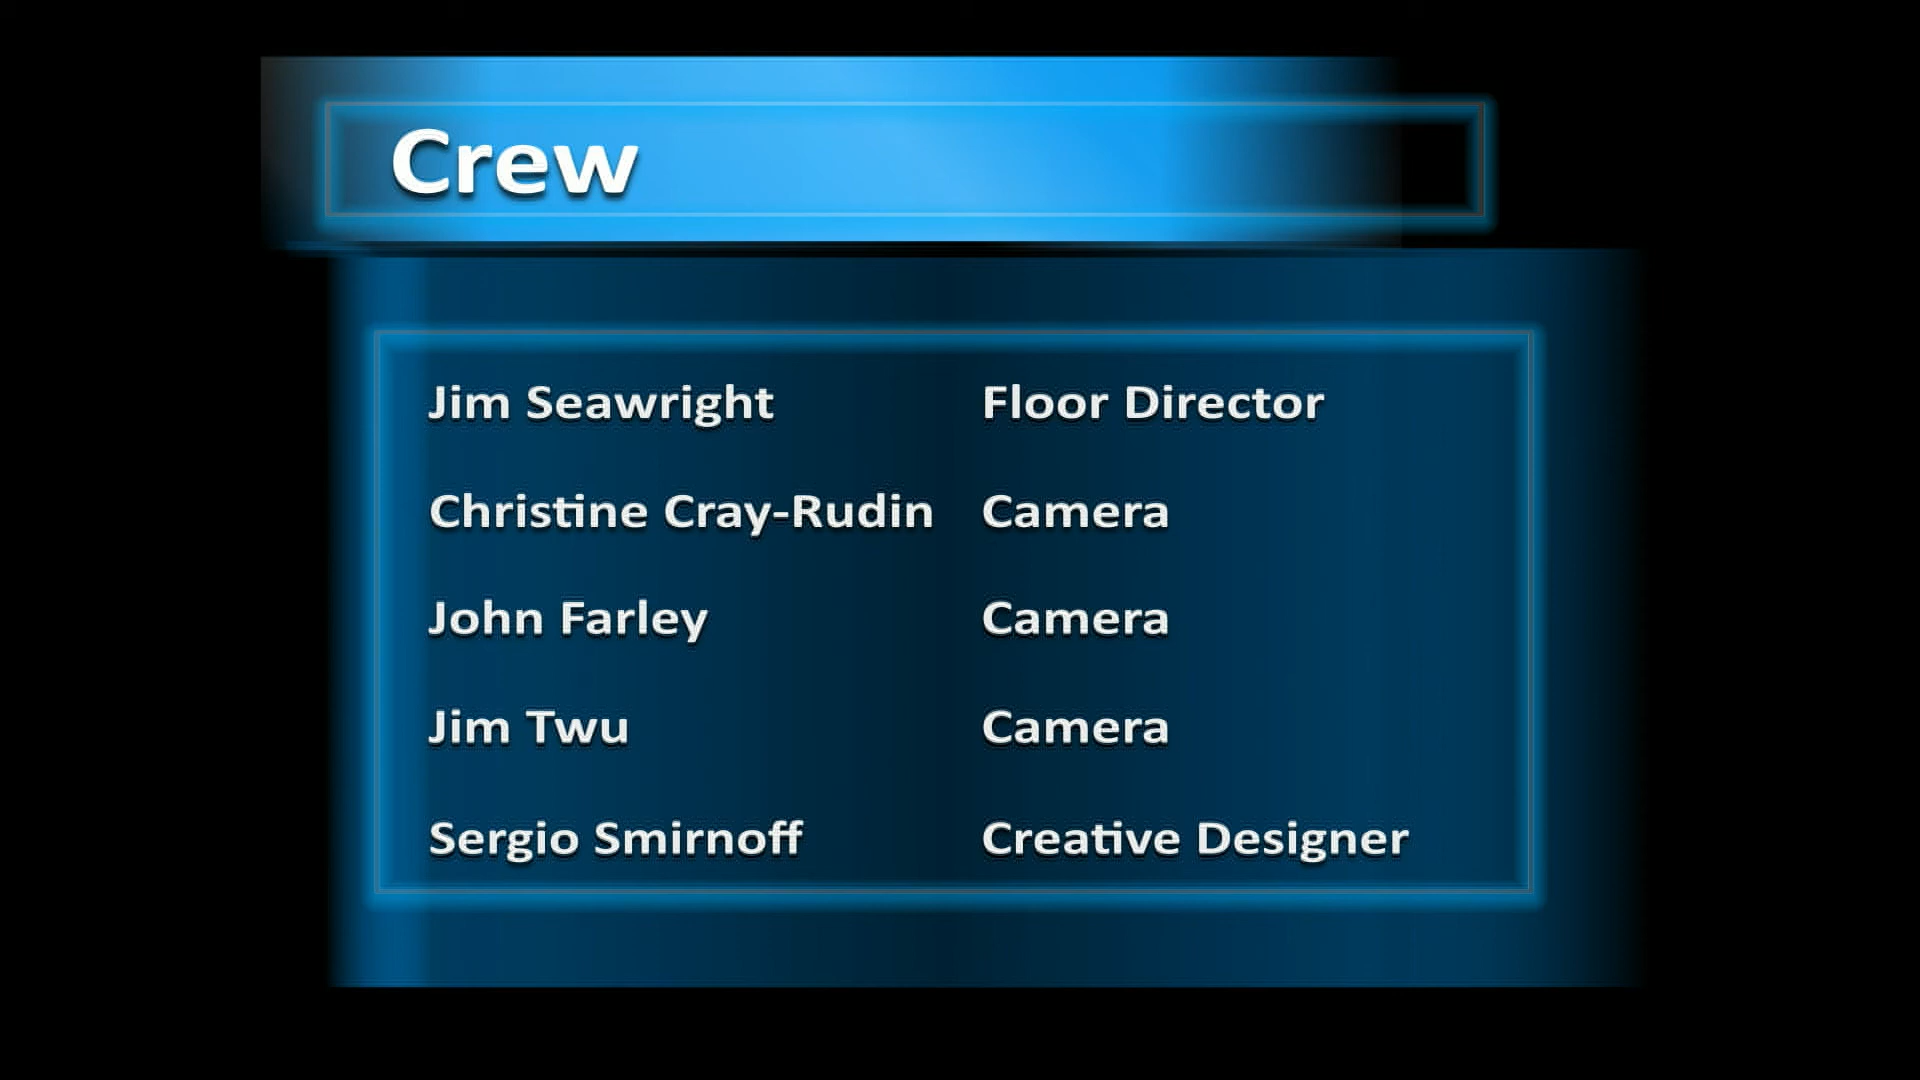 Crew
Jim Seawright Floor Director
Christine Cray-Rudin Camera
John Farley Camera
Jim Twu Camera
Sergio Smirnoff Creative Designer